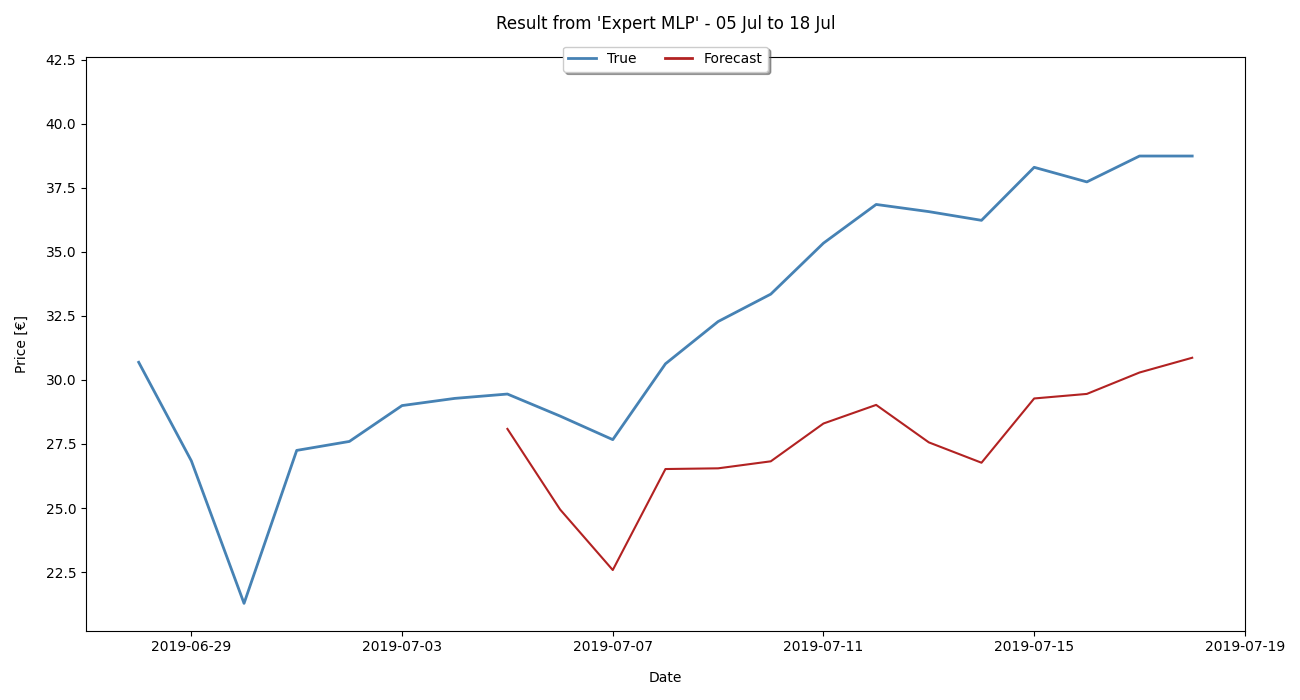 Result from 'Expert MLP' - 05 Jul to 18 Jul
True Forecast
42.5
40.0
37.5
35.0
32.5
30.0
27.5
25.0
22.5
Price [€]
2019-06-29 2019-07-03 2019-07-07 2019-07-11 2019-07-15 2019-07-19
Date